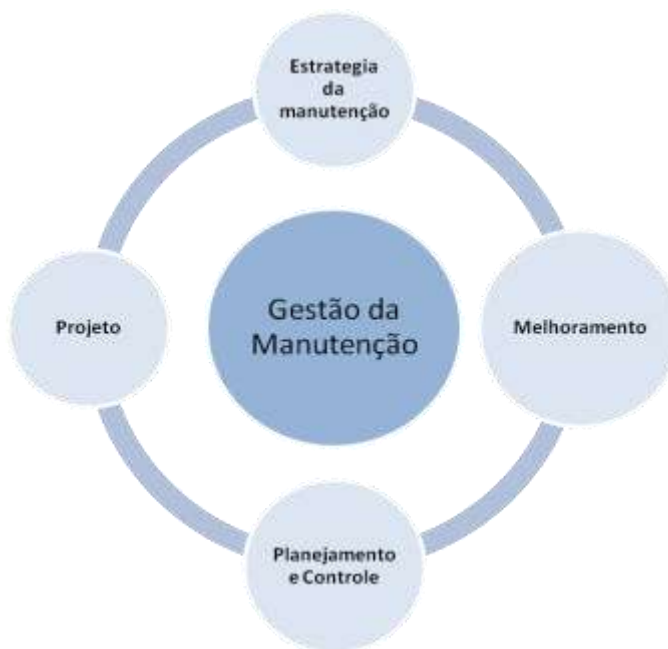 Estrategia
da
manutenção
Gestão da
Manutenção
Projeto
Melhoramento
Planejamento
e Controle